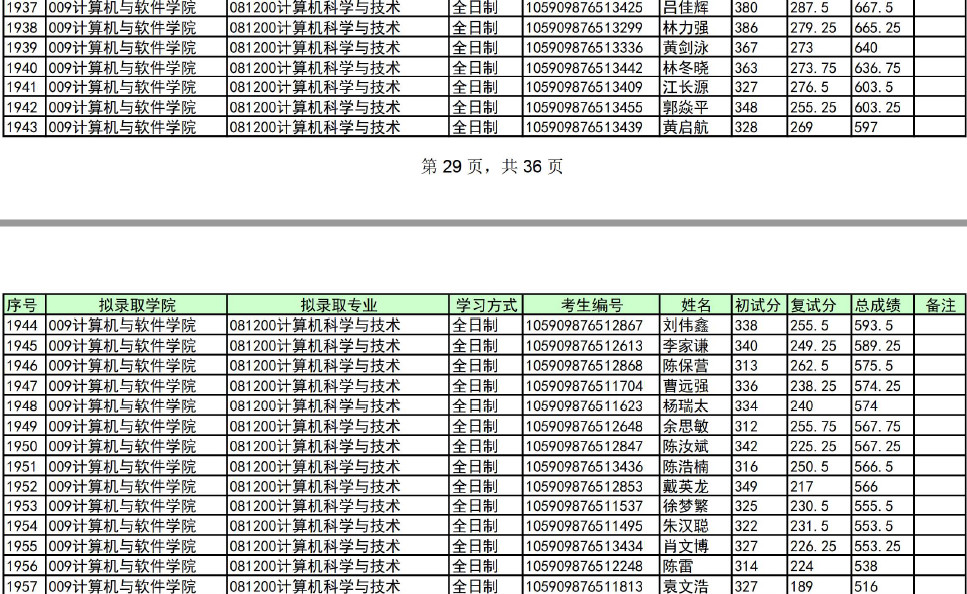 1937 009计算机与软件学院 081200计算机科学与技术 全日制 105909876513425 吕佳辉 380 287.5 667.5
1938 009计算机与软件学院 081200计算机科学与技术 全日制 105909876513299 林力强 386 279.25 665.25
1939 009计算机与软件学院 081200计算机科学与技术 全日制 105909876513336 黄剑泳 367 273 640
1940 009计算机与软件学院 081200计算机科学与技术 全日制 105909876513442 林冬晓 363 273.75 636.75
1941 009计算机与软件学院 081200计算机科学与技术 全日制 105909876513409 江长源 327 276.5 603.5
1942 009计算机与软件学院 081200计算机科学与技术 全日制 105909876513455 郭焱平 348 255.25 603.25
1943 009计算机与软件学院 081200计算机科学与技术 全日制 105909876513439 黄启航 328 269 597
第 29 页，共 36 页
序号 拟录取学院 拟录取专业 学习方式 考生编号 姓名 初试分 复试分 总成绩 备注
1944 009计算机与软件学院 081200计算机科学与技术 全日制 105909876512867 刘伟鑫 338 255.5 593.5
1945 009计算机与软件学院 081200计算机科学与技术 全日制 105909876512613 李家谦 340 249.25 589.25
1946 009计算机与软件学院 081200计算机科学与技术 全日制 105909876512868 陈保营 313 262.5 575.5
1947 009计算机与软件学院 081200计算机科学与技术 全日制 105909876511704 曹远强 336 238.25 574.25
1948 009计算机与软件学院 081200计算机科学与技术 全日制 105909876511623 杨瑞太 334 240 574
1949 009计算机与软件学院 081200计算机科学与技术 全日制 105909876512648 余思敏 312 255.75 567.75
1950 009计算机与软件学院 081200计算机科学与技术 全日制 105909876512847 陈汝斌 342 225.25 567.25
1951 009计算机与软件学院 081200计算机科学与技术 全日制 105909876513436 陈浩楠 316 250.5 566.5
1952 009计算机与软件学院 081200计算机科学与技术 全日制 105909876512853 戴英龙 349 217 566
1953 009计算机与软件学院 081200计算机科学与技术 全日制 105909876511537 徐梦繁 325 230.5 555.5
1954 009计算机与软件学院 081200计算机科学与技术 全日制 105909876511495 朱汉聪 322 231.5 553.5
1955 009计算机与软件学院 081200计算机科学与技术 全日制 105909876513434 肖文博 327 226.25 553.25
1956 009计算机与软件学院 081200计算机科学与技术 全日制 105909876512248 陈雷 314 224 538
1957 009计算机与软件学院 081200计算机科学与技术 全日制 105909876511813 袁文浩 327 189 516